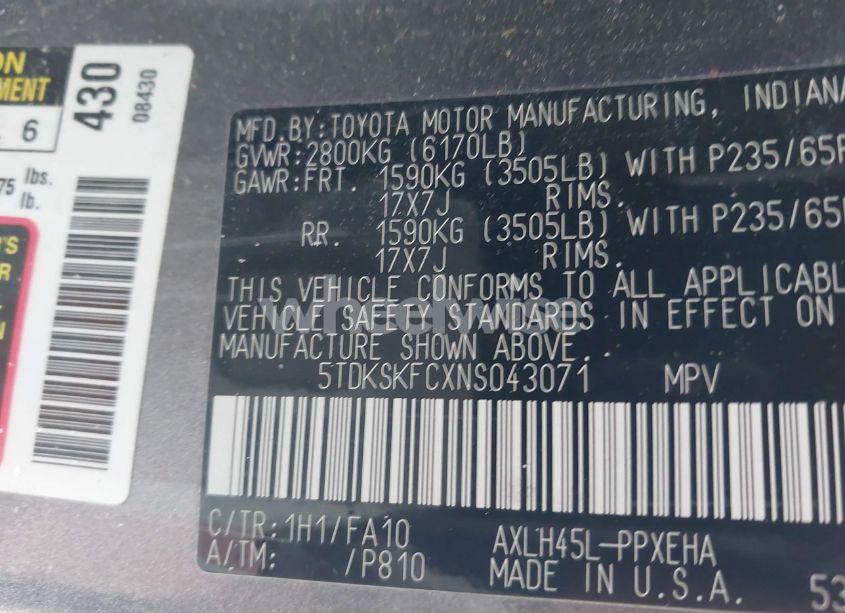 ON
MENT
6
430
08430
75 lbs.
lb.
'S
R
N
MFD. BY: TOYOTA MOTOR MANUFACTURING, INDIANA
GVWR: 2800KG (6170LB)
GAWR: FRT. 1590KG (3505LB) WITH P235/65R
17X7J RIMS.
RR. 1590KG (3505LB) WITH P235/65R
17X7J RIMS.
THIS VEHICLE CONFORMS TO ALL APPLICABL
VEHICLE SAFETY STANDARDS IN EFFECT ON
MANUFACTURE SHOWN ABOVE..
5TDKSKFCXNS043071 MPV
C/TR: 1H1/FA10 AXLH45L-PPXEHA
A/TM: /P810 MADE IN U.S.A. 53